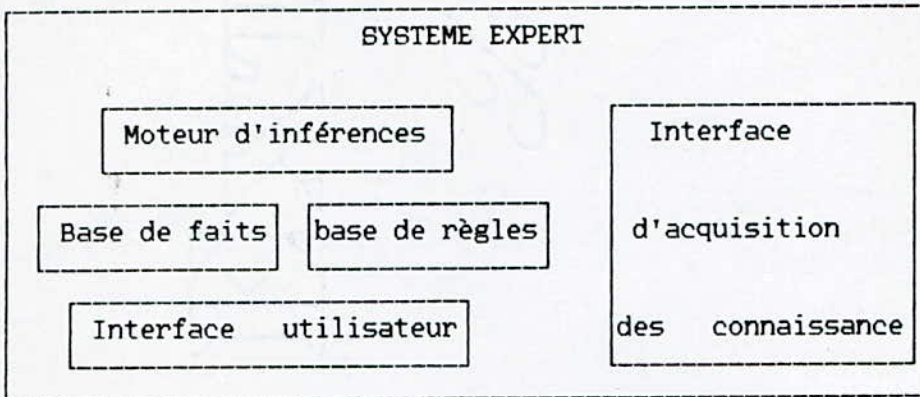 SYSTEME EXPERT
Moteur d'inférences
Base de faits
base de règles
Interface utilisateur
Interface
d'acquisition
des connaissance